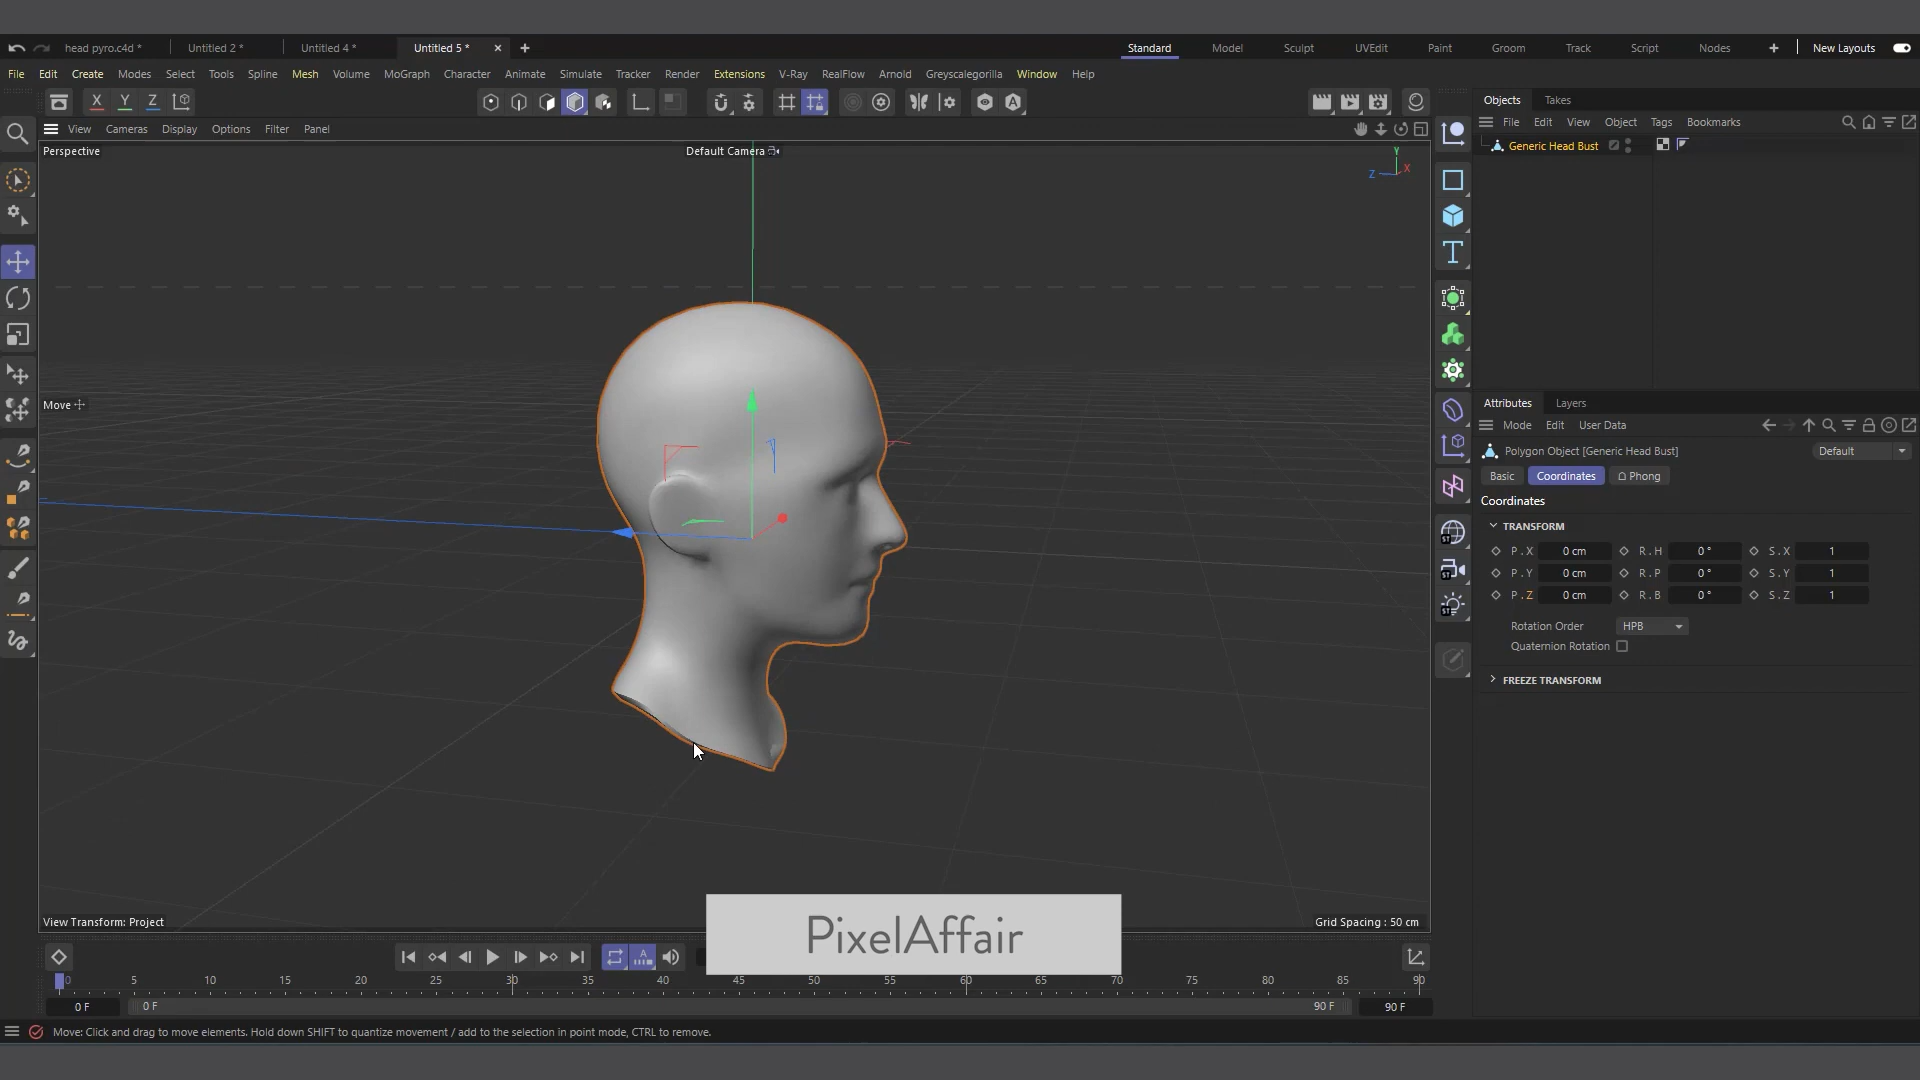 head pyro.c4d * Untitled 2 * Untitled 4 * Untitled 5 * Standard Model Sculpt UVEdit Paint Groom Track Script Nodes New Layouts
File Edit Create Modes Select Tools Spline Mesh Volume MoGraph Character Animate Simulate Tracker Render Extensions V-Ray RealFlow Arnold Greyscalegorilla Window Help
X Y Z
Objects Takes
File Edit View Object Tags Bookmarks
View Cameras Display Options Filter Panel
Generic Head Bust
Perspective Default Camera
Y
X
Z
Move
Attributes Layers
Mode Edit User Data
Polygon Object [Generic Head Bust] Default
Basic Coordinates Phong
Coordinates
TRANSFORM
P . X 0 cm R . H 0 ° S . X 1
P . Y 0 cm R . P 0 ° S . Y 1
P . Z 0 cm R . B 0 ° S . Z 1
Rotation Order HPB
Quaternion Rotation
FREEZE TRANSFORM
View Transform: Project Grid Spacing : 50 cm
PixelAffair
0 5 10 15 20 25 30 35 40 45 50 55 60 65 70 75 80 85 90
0 F 0 F 90 F 90 F
Move: Click and drag to move elements. Hold down SHIFT to quantize movement / add to the selection in point mode, CTRL to remove.